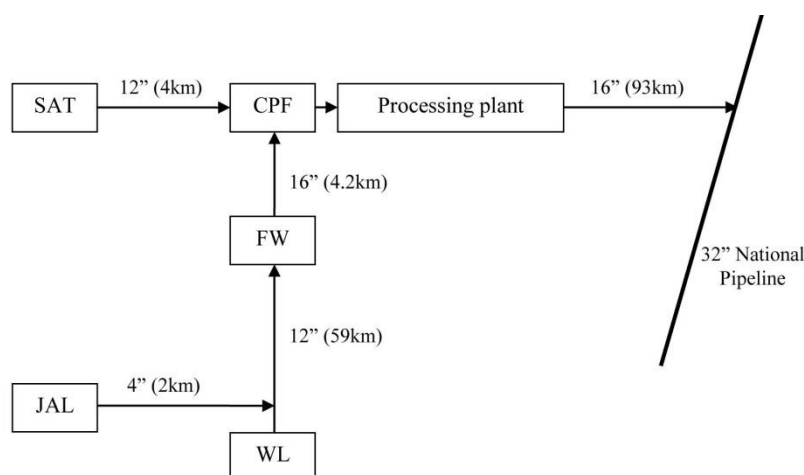 12” (4km)
16” (93km)
SAT
CPF
Processing plant
16” (4.2km)
FW
32” National
Pipeline
12” (59km)
4” (2km)
JAL
WL